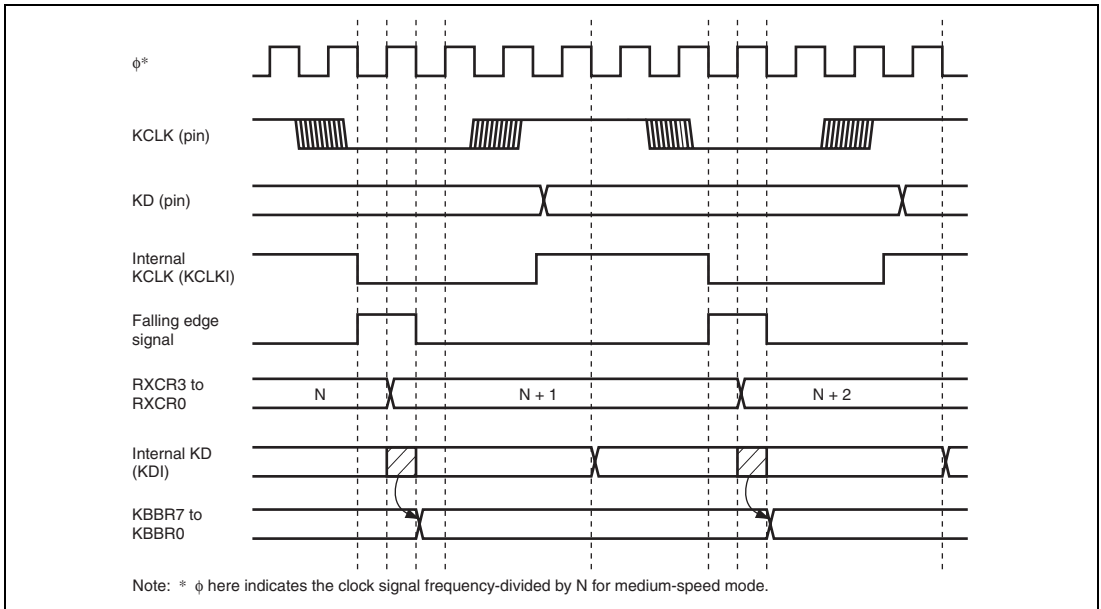 φ*
KCLK (pin)
KD (pin)
Internal
KCLK (KCLKI)
Falling edge
signal
RXCR3 to
RXCR0
N
N + 1
N + 2
Internal KD
(KDI)
KBBR7 to
KBBR0
Note: * φ here indicates the clock signal frequency-divided by N for medium-speed mode.